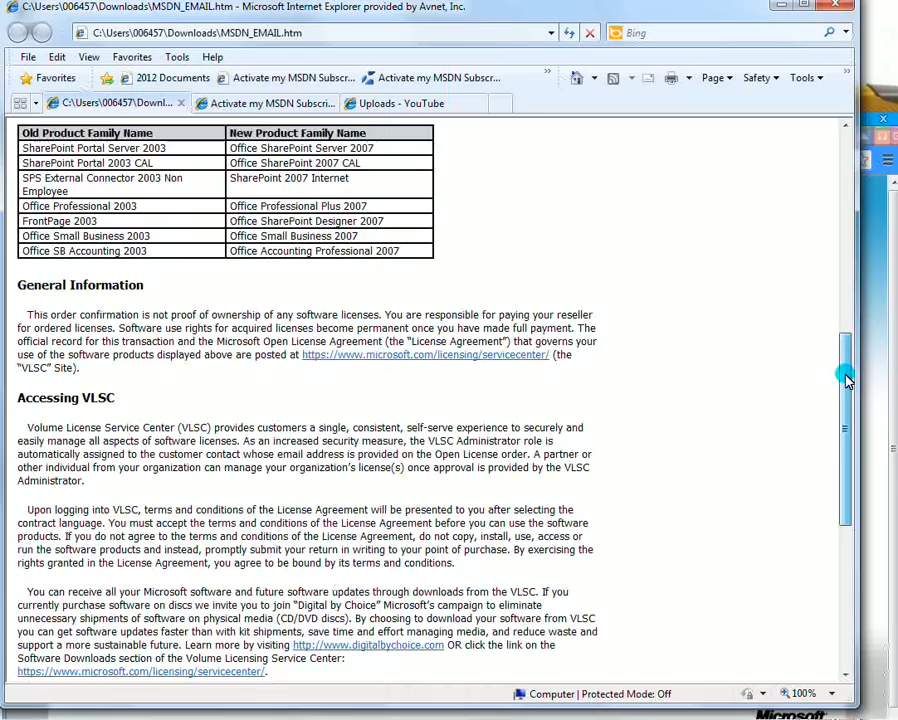 C:\Users\006457\Downloads\MSDN_EMAIL.htm - Microsoft Internet Explorer provided by Avnet, Inc.
C:\Users\006457\Downloads\MSDN_EMAIL.htm
Bing
File Edit View Favorites Tools Help
Favorites 2012 Documents Activate my MSDN Subscr... Activate my MSDN Subscr... » Page Safety Tools »
C:\Users\006457\Downl... Activate my MSDN Subscri... Uploads - YouTube
Old Product Family Name New Product Family Name
SharePoint Portal Server 2003 Office SharePoint Server 2007
SharePoint Portal 2003 CAL Office SharePoint 2007 CAL
SPS External Connector 2003 Non SharePoint 2007 Internet
Employee
Office Professional 2003 Office Professional Plus 2007
FrontPage 2003 Office SharePoint Designer 2007
Office Small Business 2003 Office Small Business 2007
Office SB Accounting 2003 Office Accounting Professional 2007
General Information
This order confirmation is not proof of ownership of any software licenses. You are responsible for paying your reseller
for ordered licenses. Software use rights for acquired licenses become permanent once you have made full payment. The
official record for this transaction and the Microsoft Open License Agreement (the “License Agreement”) that governs your
use of the software products displayed above are posted at https://www.microsoft.com/licensing/servicecenter/ (the
“VLSC” Site).
Accessing VLSC
Volume License Service Center (VLSC) provides customers a single, consistent, self-serve experience to securely and
easily manage all aspects of software licenses. As an increased security measure, the VLSC Administrator role is
automatically assigned to the customer contact whose email address is provided on the Open License order. A partner or
other individual from your organization can manage your organization’s license(s) once approval is provided by the VLSC
Administrator.
Upon logging into VLSC, terms and conditions of the License Agreement will be presented to you after selecting the
contract language. You must accept the terms and conditions of the License Agreement before you can use the software
products. If you do not agree to the terms and conditions of the License Agreement, do not copy, install, use, access or
run the software products and instead, promptly submit your return in writing to your point of purchase. By exercising the
rights granted in the License Agreement, you agree to be bound by its terms and conditions.
You can receive all your Microsoft software and future software updates through downloads from the VLSC. If you
currently purchase software on discs we invite you to join “Digital by Choice” Microsoft’s campaign to eliminate
unnecessary shipments of software on physical media (CD/DVD discs). By choosing to download your software from VLSC
you can get software updates faster than with kit shipments, save time and effort managing media, and reduce waste and
support a more sustainable future. Learn more by visiting http://www.digitalbychoice.com OR click the link on the
Software Downloads section of the Volume Licensing Service Center:
https://www.microsoft.com/licensing/servicecenter/.
Computer | Protected Mode: Off 100%
Microsoft